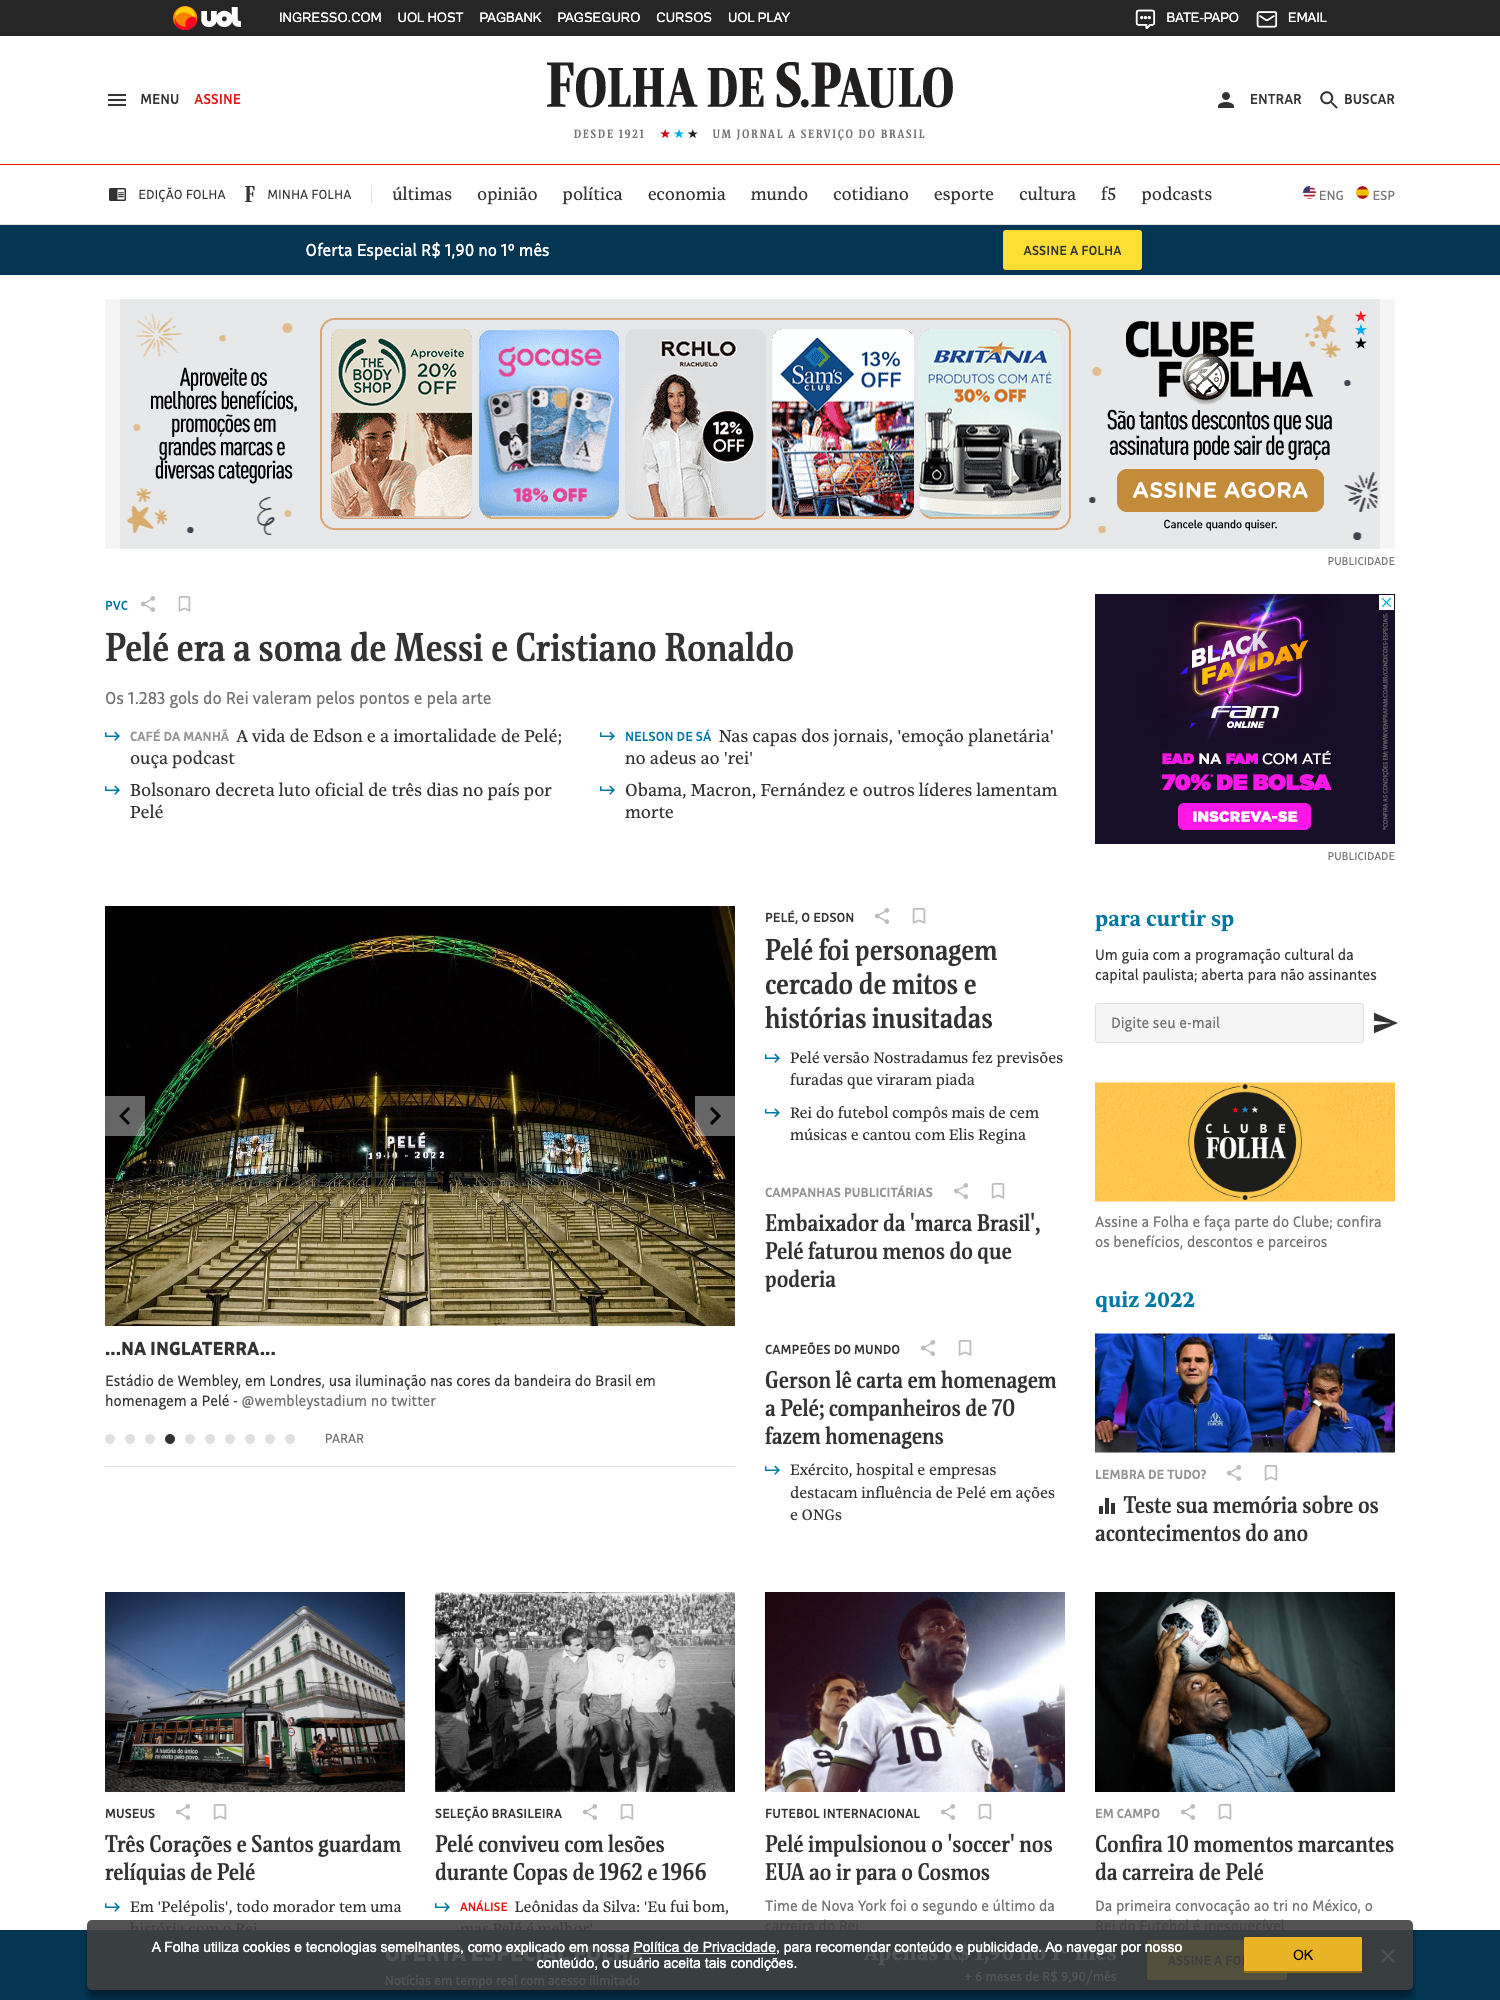 uol INGRESSO.COM UOL HOST PAGBANK PAGSEGURO CURSOS UOL PLAY BATE-PAPO EMAIL
MENU ASSINE
FOLHA DE S.PAULO
DESDE 1921 ★★★ UM JORNAL A SERVIÇO DO BRASIL
ENTRAR BUSCAR
EDIÇÃO FOLHA F MINHA FOLHA últimas opinião política economia mundo cotidiano esporte cultura f5 podcasts ENG ESP
Oferta Especial R$ 1,90 no 1º mês
ASSINE A FOLHA
Aproveite os
melhores benefícios,
promoções em
grandes marcas e
diversas categorias
THE
BODY
SHOP
Aproveite
20%
OFF
gocase
A
18% OFF
RCHLO
RIACHUELO
12%
OFF
Sam's
CLUB
13%
OFF
BRITANIA
PRODUTOS COM ATÉ
30% OFF
CLUBE
FOLHA
São tantos descontos que sua
assinatura pode sair de graça
ASSINE AGORA
Cancele quando quiser.
PUBLICIDADE
PVC
Pelé era a soma de Messi e Cristiano Ronaldo
Os 1.283 gols do Rei valeram pelos pontos e pela arte
CAFÉ DA MANHÃ A vida de Edson e a imortalidade de Pelé;
ouça podcast
Bolsonaro decreta luto oficial de três dias no país por
Pelé
NELSON DE SÁ Nas capas dos jornais, 'emoção planetária'
no adeus ao 'rei'
Obama, Macron, Fernández e outros líderes lamentam
morte
BLACK
FAMDAY
fam
ONLINE
EAD NA FAM COM ATÉ
70%* DE BOLSA
INSCREVA-SE
PUBLICIDADE
PELÉ
1940 - 2022
...NA INGLATERRA...
Estádio de Wembley, em Londres, usa iluminação nas cores da bandeira do Brasil em
homenagem a Pelé - @wembleystadium no twitter
PARAR
PELÉ, O EDSON
Pelé foi personagem
cercado de mitos e
histórias inusitadas
Pelé versão Nostradamus fez previsões
furadas que viraram piada
Rei do futebol compôs mais de cem
músicas e cantou com Elis Regina
CAMPANHAS PUBLICITÁRIAS
Embaixador da 'marca Brasil',
Pelé faturou menos do que
poderia
CAMPEÕES DO MUNDO
Gerson lê carta em homenagem
a Pelé; companheiros de 70
fazem homenagens
Exército, hospital e empresas
destacam influência de Pelé em ações
e ONGs
para curtir sp
Um guia com a programação cultural da
capital paulista; aberta para não assinantes
Digite seu e-mail
CLUBE
FOLHA
Assine a Folha e faça parte do Clube; confira
os benefícios, descontos e parceiros
quiz 2022
LEMBRA DE TUDO?
Teste sua memória sobre os
acontecimentos do ano
MUSEUS
Três Corações e Santos guardam
relíquias de Pelé
Em 'Pelépolis', todo morador tem uma
história com o Rei
SELEÇÃO BRASILEIRA
Pelé conviveu com lesões
durante Copas de 1962 e 1966
ANÁLISE Leônidas da Silva: 'Eu fui bom,
mas Pelé é melhor'
10
9
FUTEBOL INTERNACIONAL
Pelé impulsionou o 'soccer' nos
EUA ao ir para o Cosmos
Time de Nova York foi o segundo e último da
carreira do Rei
EM CAMPO
Confira 10 momentos marcantes
da carreira de Pelé
Da primeira convocação ao tri no México, o
Rei do Futebol é inesquecível
A Folha utiliza cookies e tecnologias semelhantes, como explicado em nossa Política de Privacidade, para recomendar conteúdo e publicidade. Ao navegar por nosso
conteúdo, o usuário aceita tais condições.
OK
Notícias em tempo real com acesso ilimitado
Apenas R$ 1,90 no 1º mês
+ 6 meses de R$ 9,90/mês
ASSINE A FO